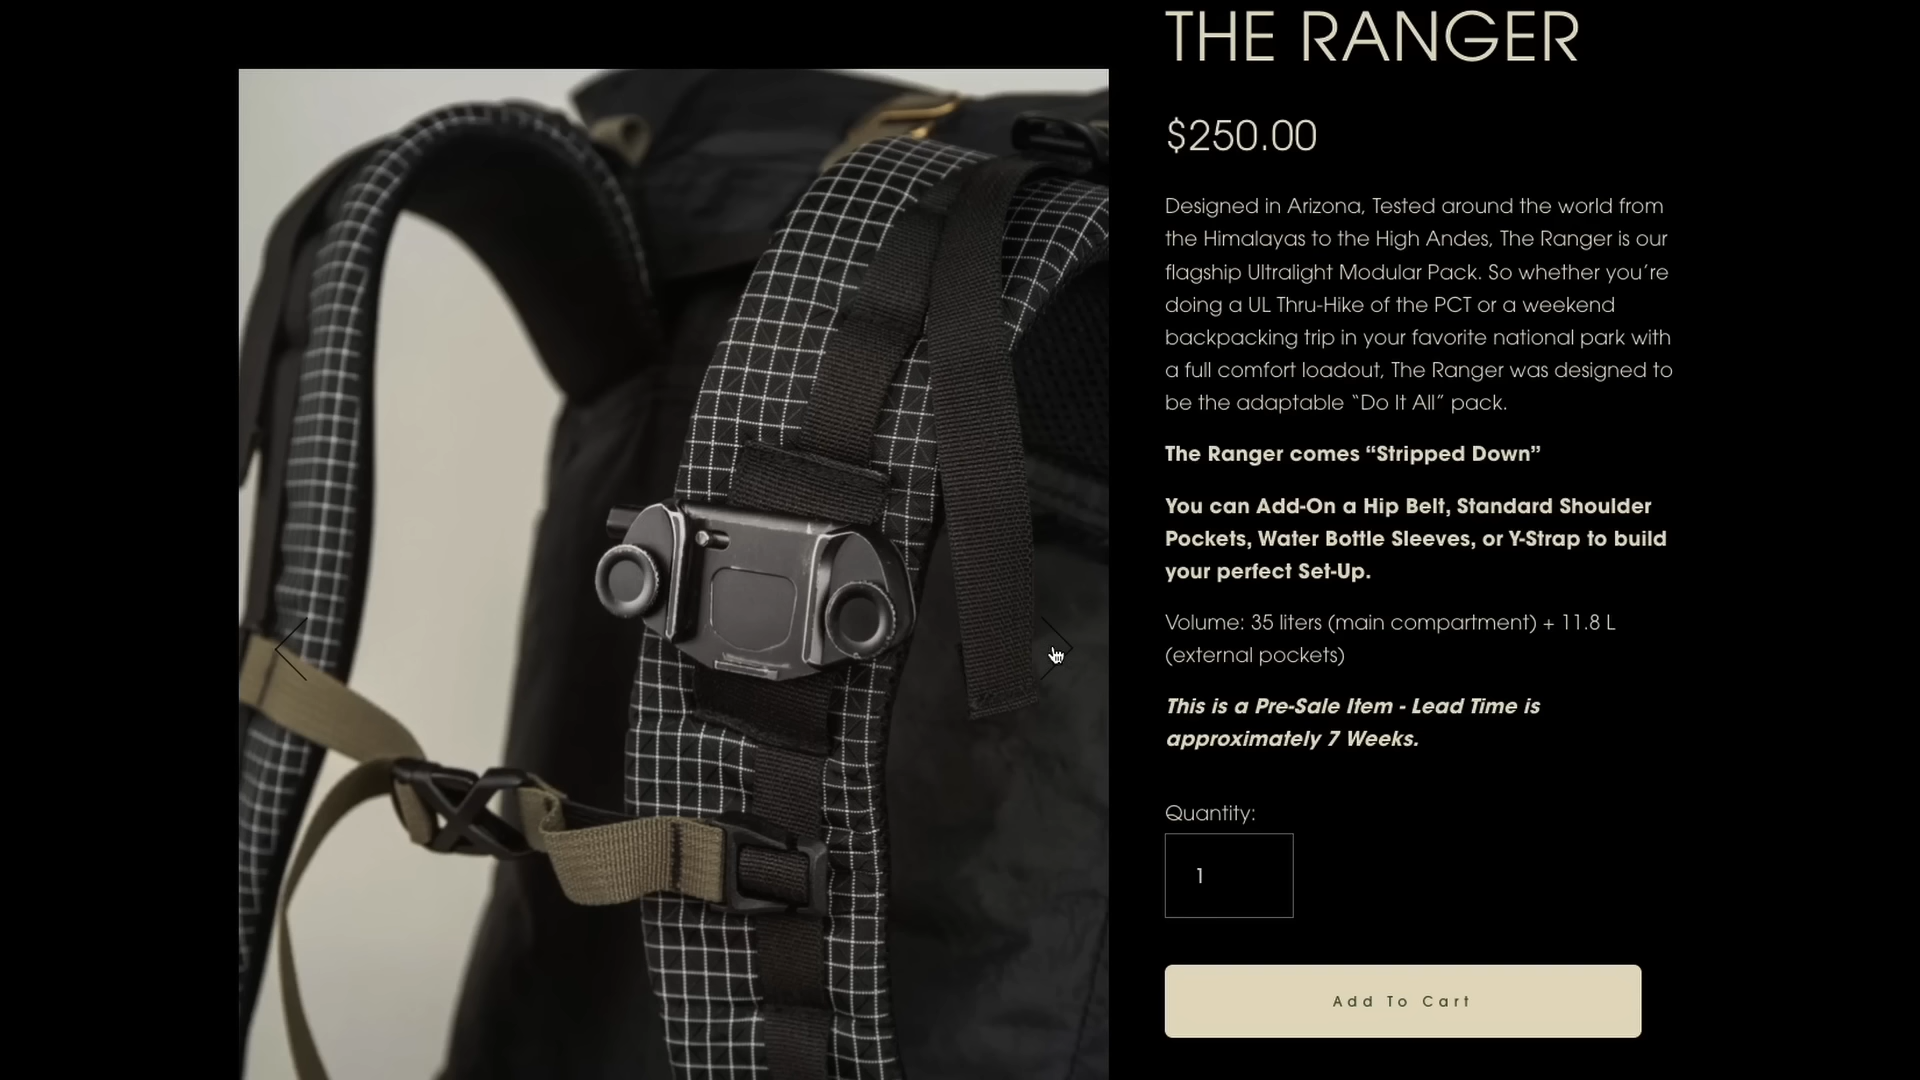 THE RANGER
$250.00
Designed in Arizona, Tested around the world from
the Himalayas to the High Andes, The Ranger is our
flagship Ultralight Modular Pack. So whether you’re
doing a UL Thru-Hike of the PCT or a weekend
backpacking trip in your favorite national park with
a full comfort loadout, The Ranger was designed to
be the adaptable “Do It All” pack.
The Ranger comes “Stripped Down”
You can Add-On a Hip Belt, Standard Shoulder
Pockets, Water Bottle Sleeves, or Y-Strap to build
your perfect Set-Up.
Volume: 35 liters (main compartment) + 11.8 L
(external pockets)
This is a Pre-Sale Item - Lead Time is
approximately 7 Weeks.
Quantity:
1
Add To Cart